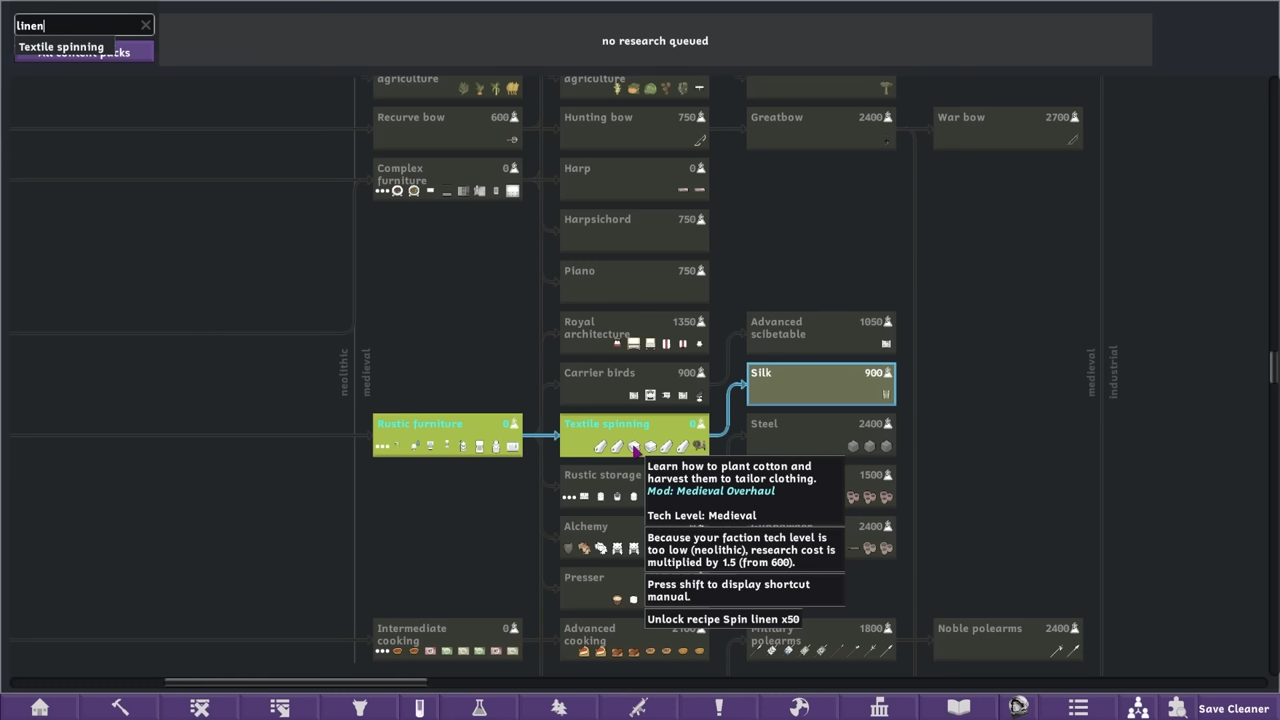 linen
Textile spinning
All content packs
no research queued
agriculture
agriculture
Recurve bow 600
Hunting bow 750
Greatbow 2400
War bow 2700
Complex furniture 0
Harp 0
Harpsichord 750
Piano 750
Royal architecture 1350
Advanced scibetable 1050
neolithic
medieval
medieval
industrial
Carrier birds 900
Silk 900
Rustic furniture 0
Textile spinning 0
Steel 2400
Learn how to plant cotton and
harvest them to tailor clothing.
Mod: Medieval Overhaul
Tech Level: Medieval
Because your faction tech level is
too low (neolithic), research cost is
multiplied by 1.5 (from 600).
Press shift to display shortcut
manual.
Unlock recipe Spin linen x50
Rustic storage
1500
Alchemy
2400
Presser
Intermediate cooking 0
Advanced cooking 2100
Military polearms 1800
Noble polearms 2400
Save Cleaner